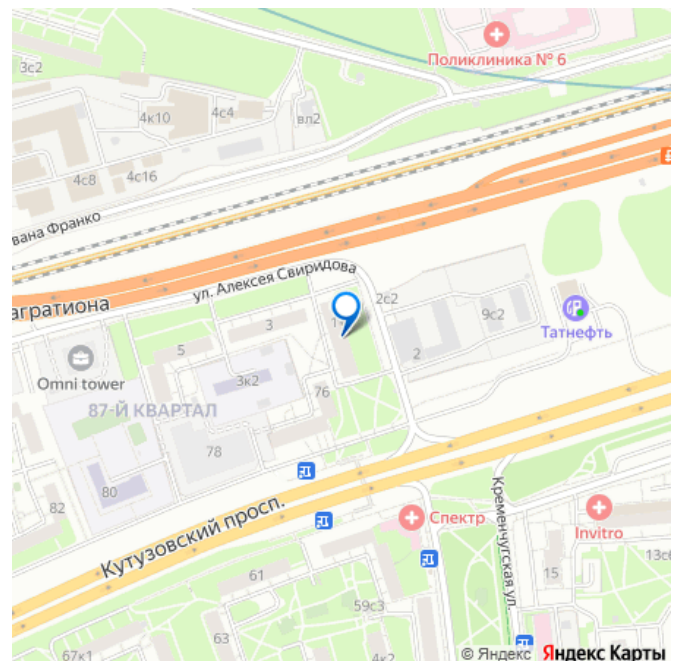 Поликлиника № 6
3с2
4к10
4с4
вл2
4с8
4с16
вана Франко
ул. Алексея Свиридова
агратиона
2с2
9с2
Татнефть
3
5
2
Omni tower
3к2
76
87-Й КВАРТАЛ
78
80
82
Кутузовский просп.
Спектр
Кременчугская ул.
Invitro
13с6
15
61
59с3
63
67к1
4к2
© Яндекс Яндекс Карты